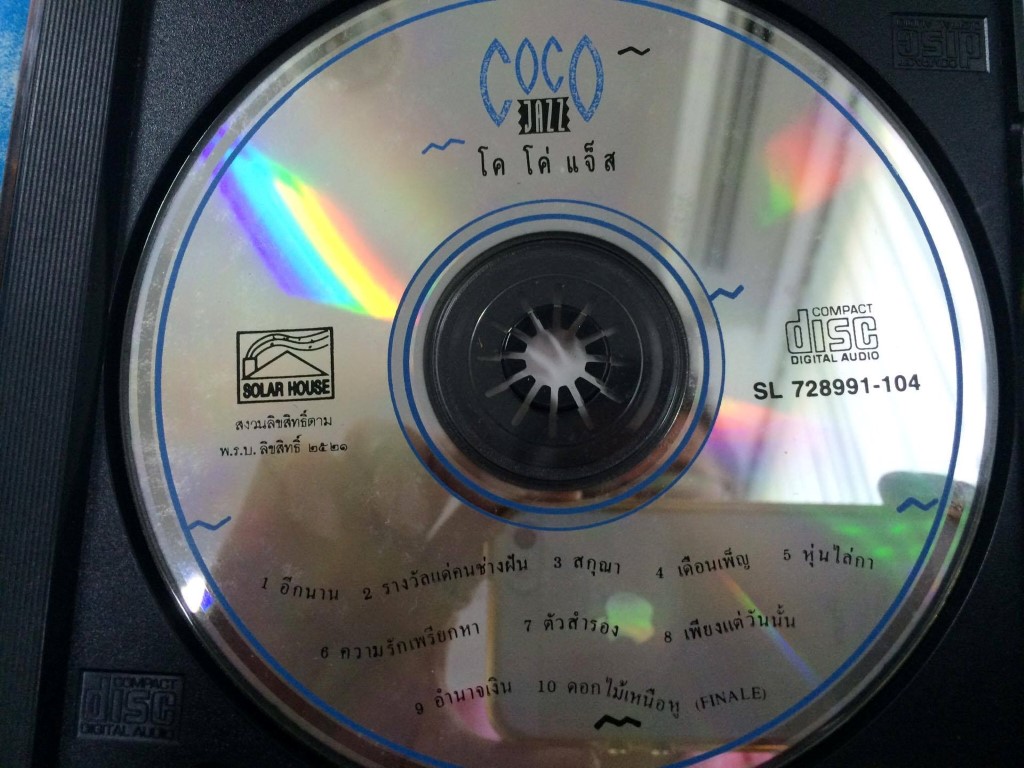 COCO
JAZZ
โค โค่ แจ็ส
COMPACT
disc
DIGITAL AUDIO
SL 728991-104
SOLAR HOUSE
สงวนลิขสิทธิ์ตาม
พ.ร.บ. ลิขสิทธิ์ ๒๕๒๑
1 อีกนาน 2 รางวัลแด่คนช่างฝัน 3 สกุณา 4 เดือนเพ็ญ 5 หุ่นไล่กา
6 ความรักเพรียกหา 7 ตัวสำรอง 8 เพียงแต่วันนั้น
9 อำนาจเงิน 10 ดอกไม้เหนือหู (FINALE)
COMPACT
disc
DIGITAL AUDIO